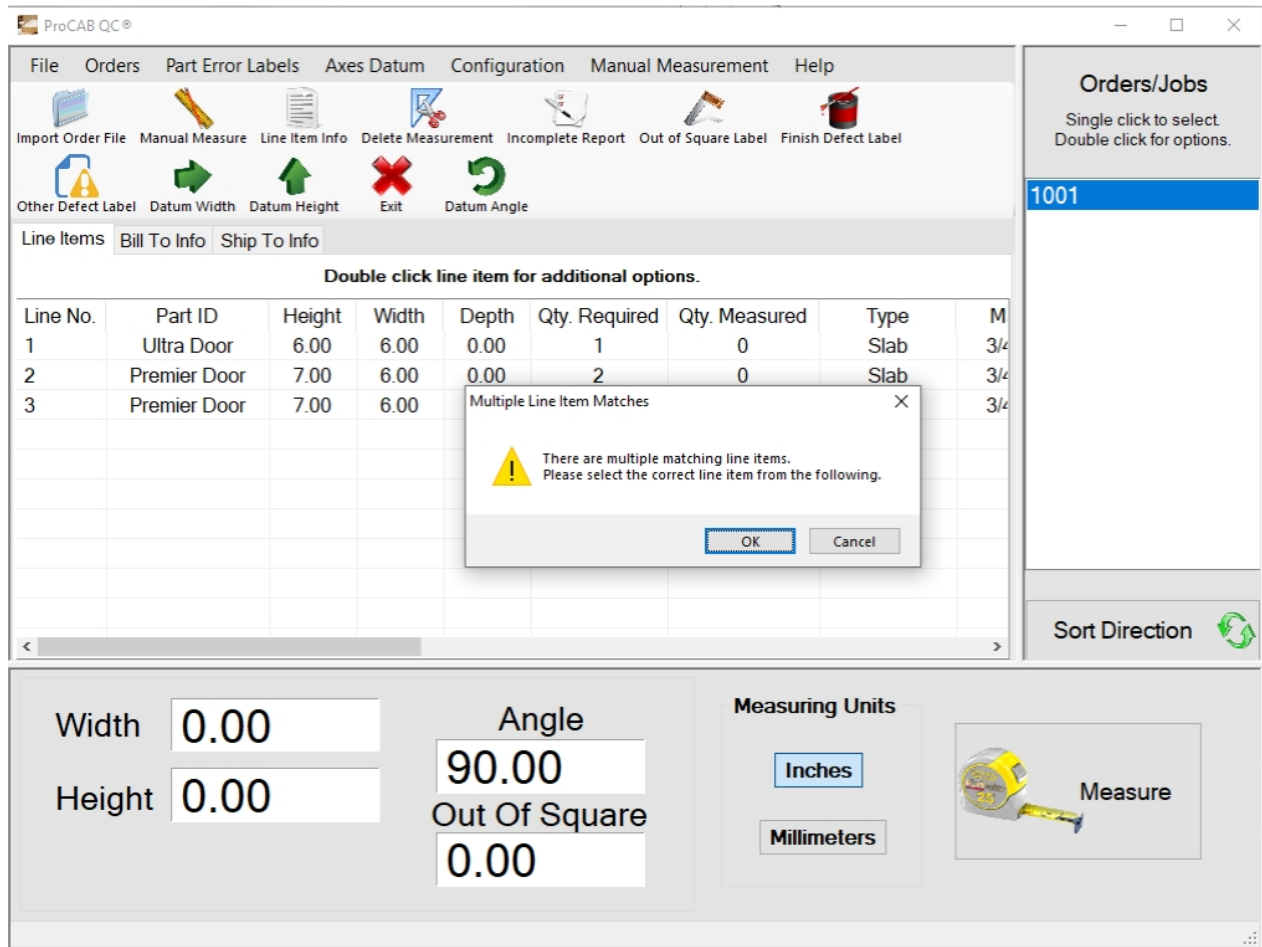 ProCAB QC®
File Orders Part Error Labels Axes Datum Configuration Manual Measurement Help
Import Order File Manual Measure Line Item Info Delete Measurement Incomplete Report Out of Square Label Finish Defect Label
Other Defect Label Datum Width Datum Height Exit Datum Angle
Line Items Bill To Info Ship To Info
Double click line item for additional options.
Line No. Part ID Height Width Depth Qty. Required Qty. Measured Type M
1 Ultra Door 6.00 6.00 0.00 1 0 Slab 3/4
2 Premier Door 7.00 6.00 0.00 2 0 Slab 3/4
3 Premier Door 7.00 6.00 3/4
Multiple Line Item Matches
There are multiple matching line items.
Please select the correct line item from the following.
OK Cancel
Orders/Jobs
Single click to select.
Double click for options.
1001
Sort Direction
Width 0.00
Height 0.00
Angle
90.00
Out Of Square
0.00
Measuring Units
Inches
Millimeters
Measure